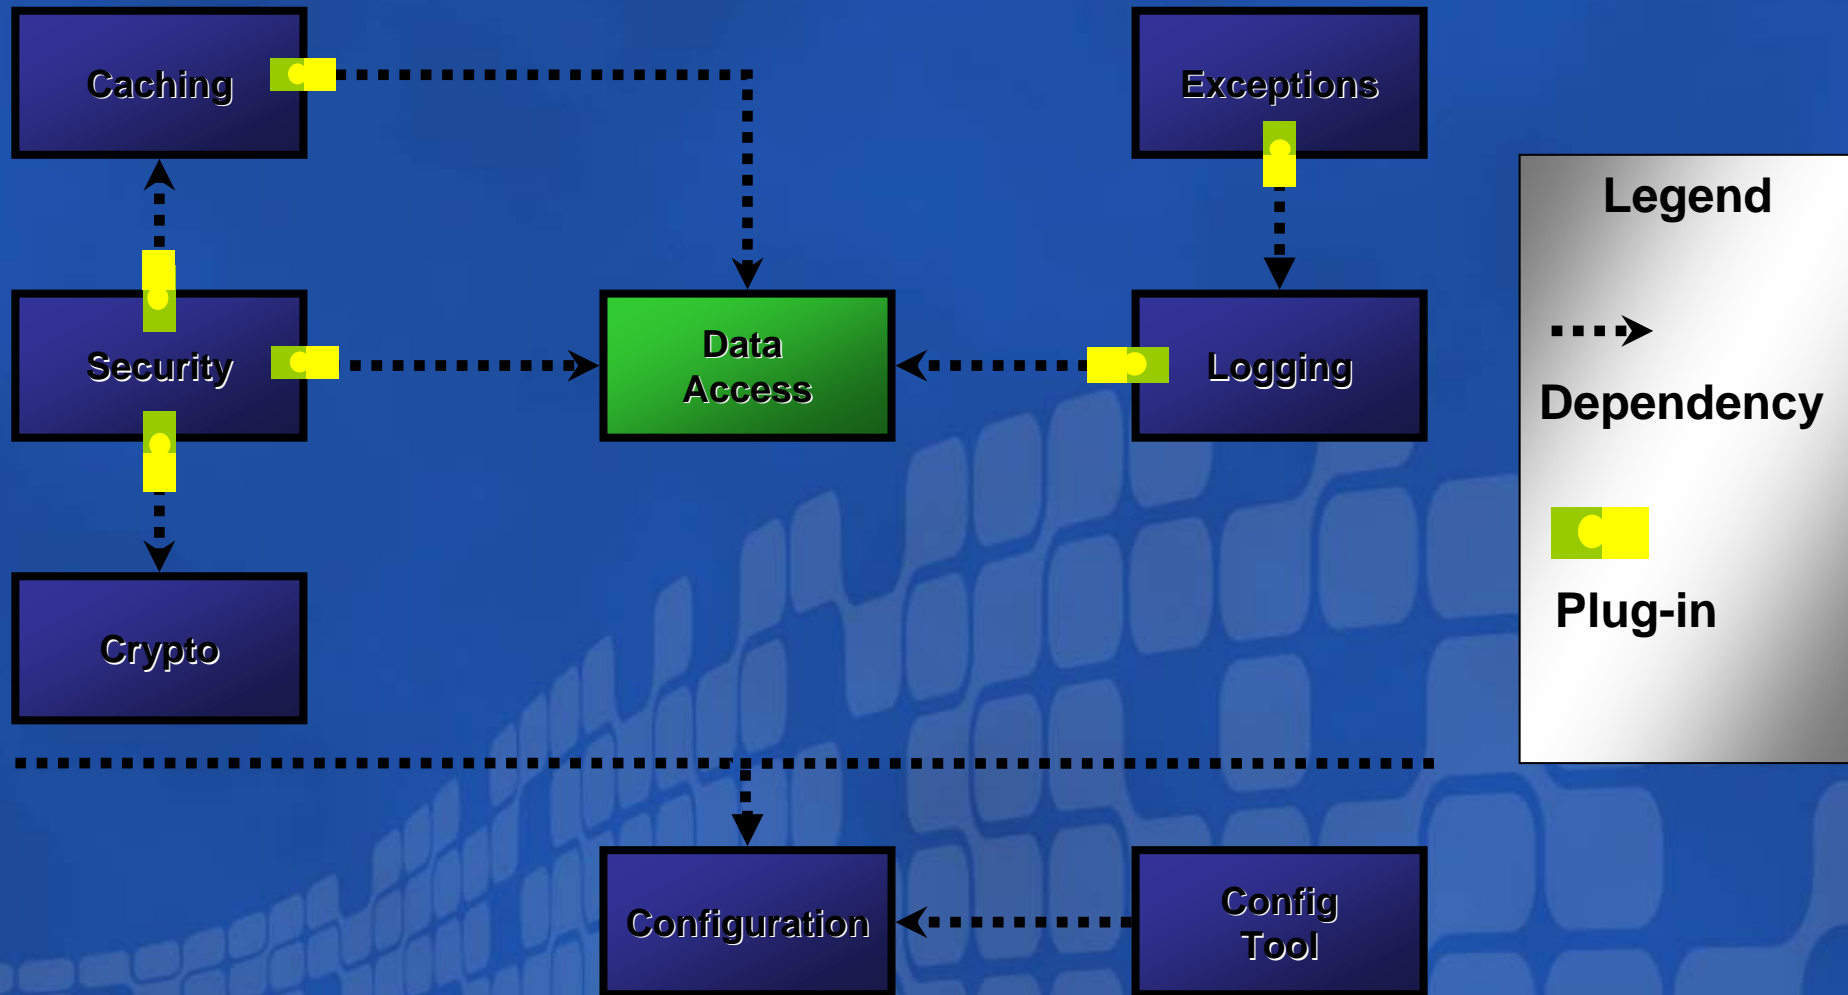 Caching
Exceptions
Legend
Security
Data
Access
Logging
Dependency
Plug-in
Crypto
Configuration
Config
Tool